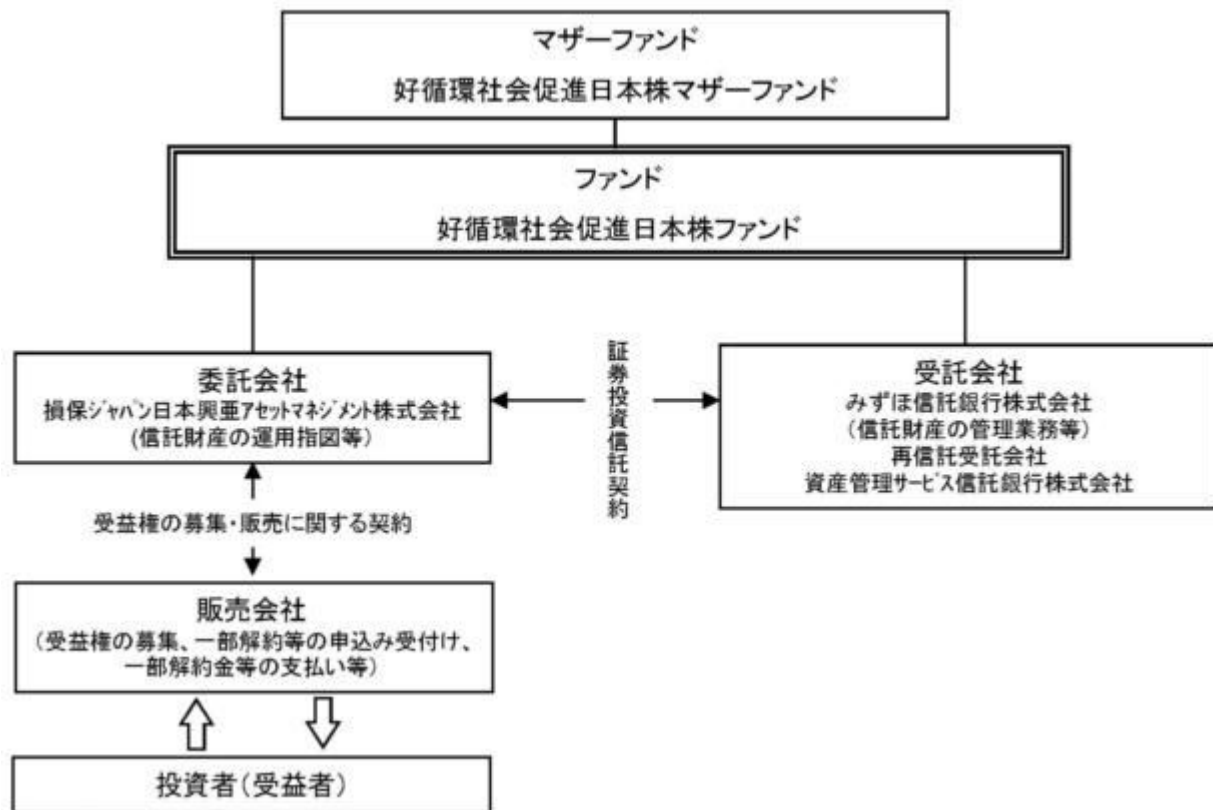 マザーファンド
好循環社会促進日本株マザーファンド
ファンド
好循環社会促進日本株ファンド
委託会社
損保ｼﾞｬﾊﾟﾝ日本興亜ｱｾｯﾄﾏﾈｼﾞﾒﾝﾄ株式会社
(信託財産の運用指図等)
証券投資信託契約
受託会社
みずほ信託銀行株式会社
(信託財産の管理業務等)
再信託受託会社
資産管理ｻｰﾋﾞｽ信託銀行株式会社
受益権の募集・販売に関する契約
販売会社
(受益権の募集、一部解約等の申込み受付け、
一部解約金等の支払い等)
投資者(受益者)